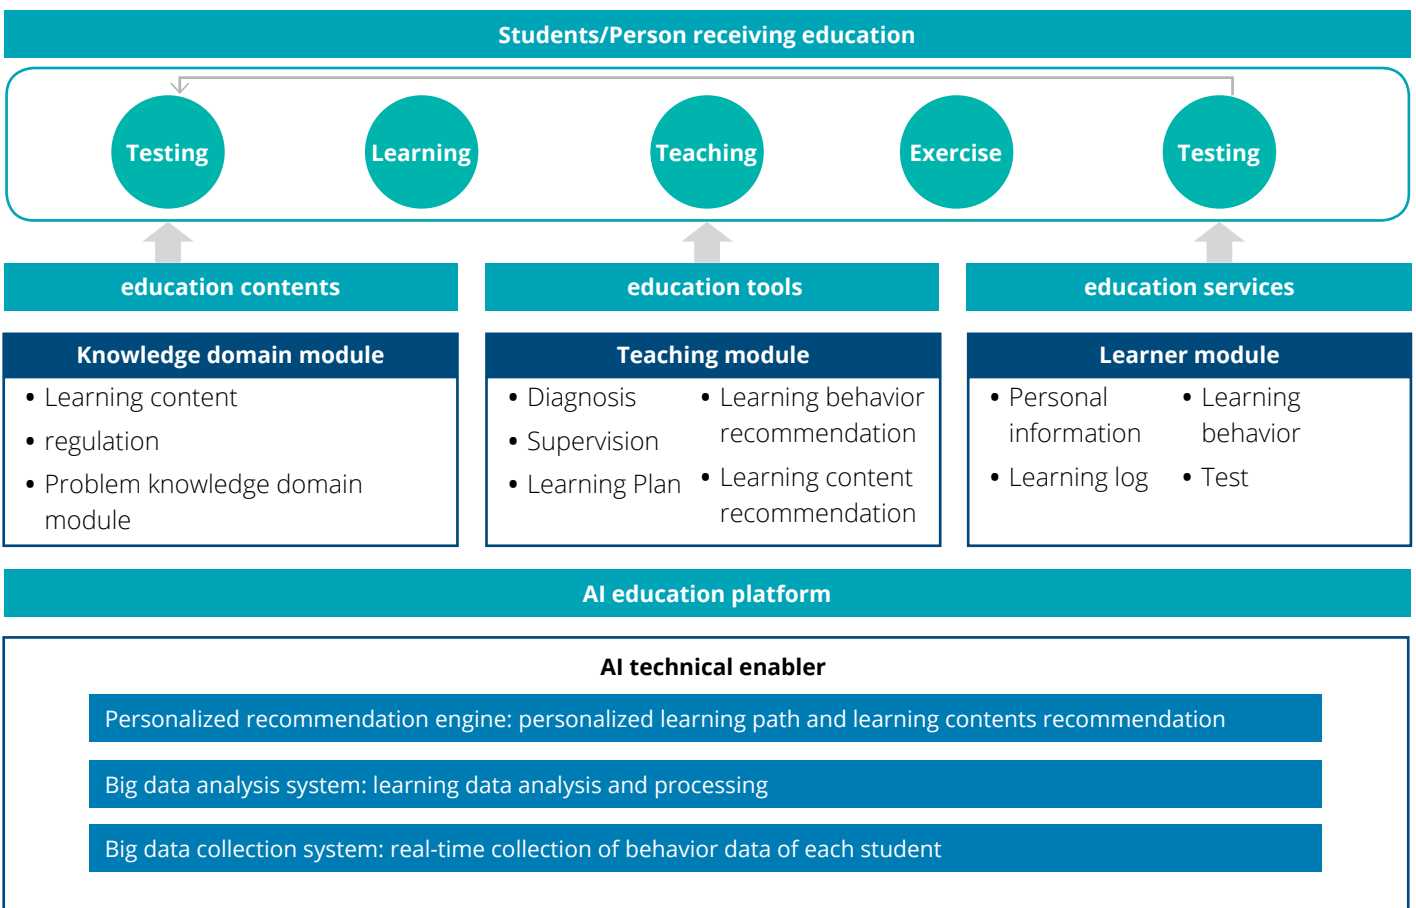 Students/Person receiving education
Testing
Learning
Teaching
Exercise
Testing
education contents
education tools
education services
Knowledge domain module
• Learning content
• regulation
• Problem knowledge domain
module
Teaching module
• Diagnosis
• Supervision
• Learning Plan
• Learning behavior
recommendation
• Learning content
recommendation
Learner module
• Personal
information
• Learning log
• Learning
behavior
• Test
AI education platform
AI technical enabler
Personalized recommendation engine: personalized learning path and learning contents recommendation
Big data analysis system: learning data analysis and processing
Big data collection system: real-time collection of behavior data of each student